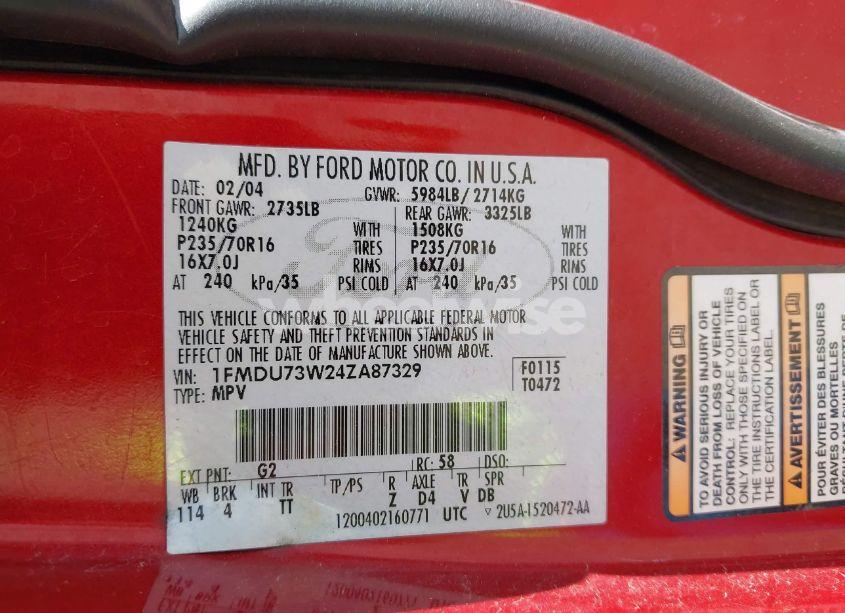 MFD. BY FORD MOTOR CO. IN U.S.A.
DATE: 02/04 GVWR: 5984LB/ 2714KG
FRONT GAWR: 2735LB REAR GAWR: 3325LB
1240KG WITH 1508KG WITH
P235/70R16 TIRES P235/70R16 TIRES
16X7.0J RIMS 16X7.0J RIMS
AT 240 kPa/35 PSI COLD AT 240 kPa/35 PSI COLD
THIS VEHICLE CONFORMS TO ALL APPLICABLE FEDERAL MOTOR
VEHICLE SAFETY AND THEFT PREVENTION STANDARDS IN
EFFECT ON THE DATE OF MANUFACTURE SHOWN ABOVE.
VIN: 1FMDU73W24ZA87329 F0115
TYPE: MPV T0472
EXT PNT: G2 RC: 58 DSO:
WB BRK INT TR TP/PS R AXLE TR SPR
114 4 TT Z D4 V DB
1200402160771 UTC ▽ 2U5A-1520472-AA
Ford
wheelwise
WARNING
TO AVOID SERIOUS INJURY OR
DEATH FROM LOSS OF VEHICLE
CONTROL: REPLACE YOUR TIRES
ONLY WITH THOSE SPECIFIED ON
THE TIRE INSTRUCTIONS LABEL OR
THE CERTIFICATION LABEL.
AVERTISSEMENT
POUR ÉVITER DES BLESSURES
GRAVES OU MORTELLES